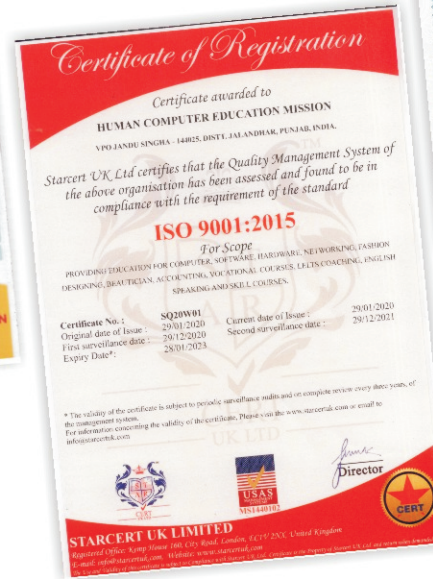 Certificate of Registration
Certificate awarded to
HUMAN COMPUTER EDUCATION MISSION
VPO JANDU SINGHA - 144025, DISTT. JALANDHAR, PUNJAB, INDIA.
Starcert UK Ltd certifies that the Quality Management System of
the above organisation has been assessed and found to be in
compliance with the requirement of the standard
ISO 9001:2015
For Scope
PROVIDING EDUCATION FOR COMPUTER, SOFTWARE, HARDWARE, NETWORKING, FASHION
DESIGNING, BEAUTICIAN, ACCOUNTING, VOCATIONAL COURSES, IELTS COACHING, ENGLISH
SPEAKING AND SKILL COURSES.
Certificate No. : SQ20W01
Original date of Issue : 29/01/2020 Current date of Issue : 29/01/2020
First surveillance date : 29/12/2020 Second surveillance date : 29/12/2021
Expiry Date*: 28/01/2023
* The validity of the certificate is subject to periodic surveillance audits and on complete review every three years, of
the management system.
For information concerning the validity of the certificate, Please visit the www.starcertuk.com or email to
info@starcertuk.com
UK LTD
USAS
MS1440102
Director
CERT
STARCERT UK LIMITED
Registered Office: Kemp House 160, City Road, London, EC1V 2NX, United Kingdom
E-mail: info@starcertuk.com, Website: www.starcertuk.com
N